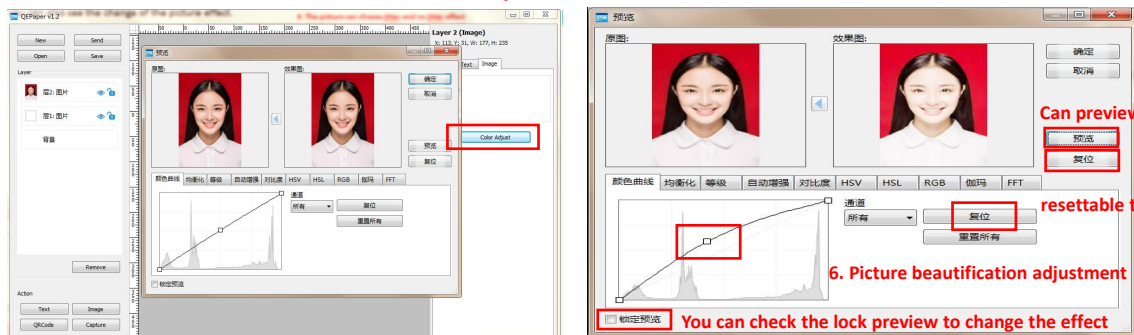 also see the change of the picture effect.
QEPaper v1.2
New
Send
Open
Save
Layer
层2: 图片
层1: 图片
背景
Remove
Action
Text
Image
QRCode
Capture
Layer 2 (Image)
X: 113, Y: 31, W: 177, H: 235
Text
Image
Color Adjust
预览
原图:
效果图:
确定
取消
预览
复位
颜色曲线
均衡化
等级
自动增强
对比度
HSV
HSL
RGB
伽玛
FFT
通道
所有
复位
重置所有
锁定预览
预览
原图:
效果图:
确定
取消
Can preview
预览
复位
颜色曲线
均衡化
等级
自动增强
对比度
HSV
HSL
RGB
伽玛
FFT
通道
resettable t
所有
复位
重置所有
6. Picture beautification adjustment
锁定预览
You can check the lock preview to change the effect